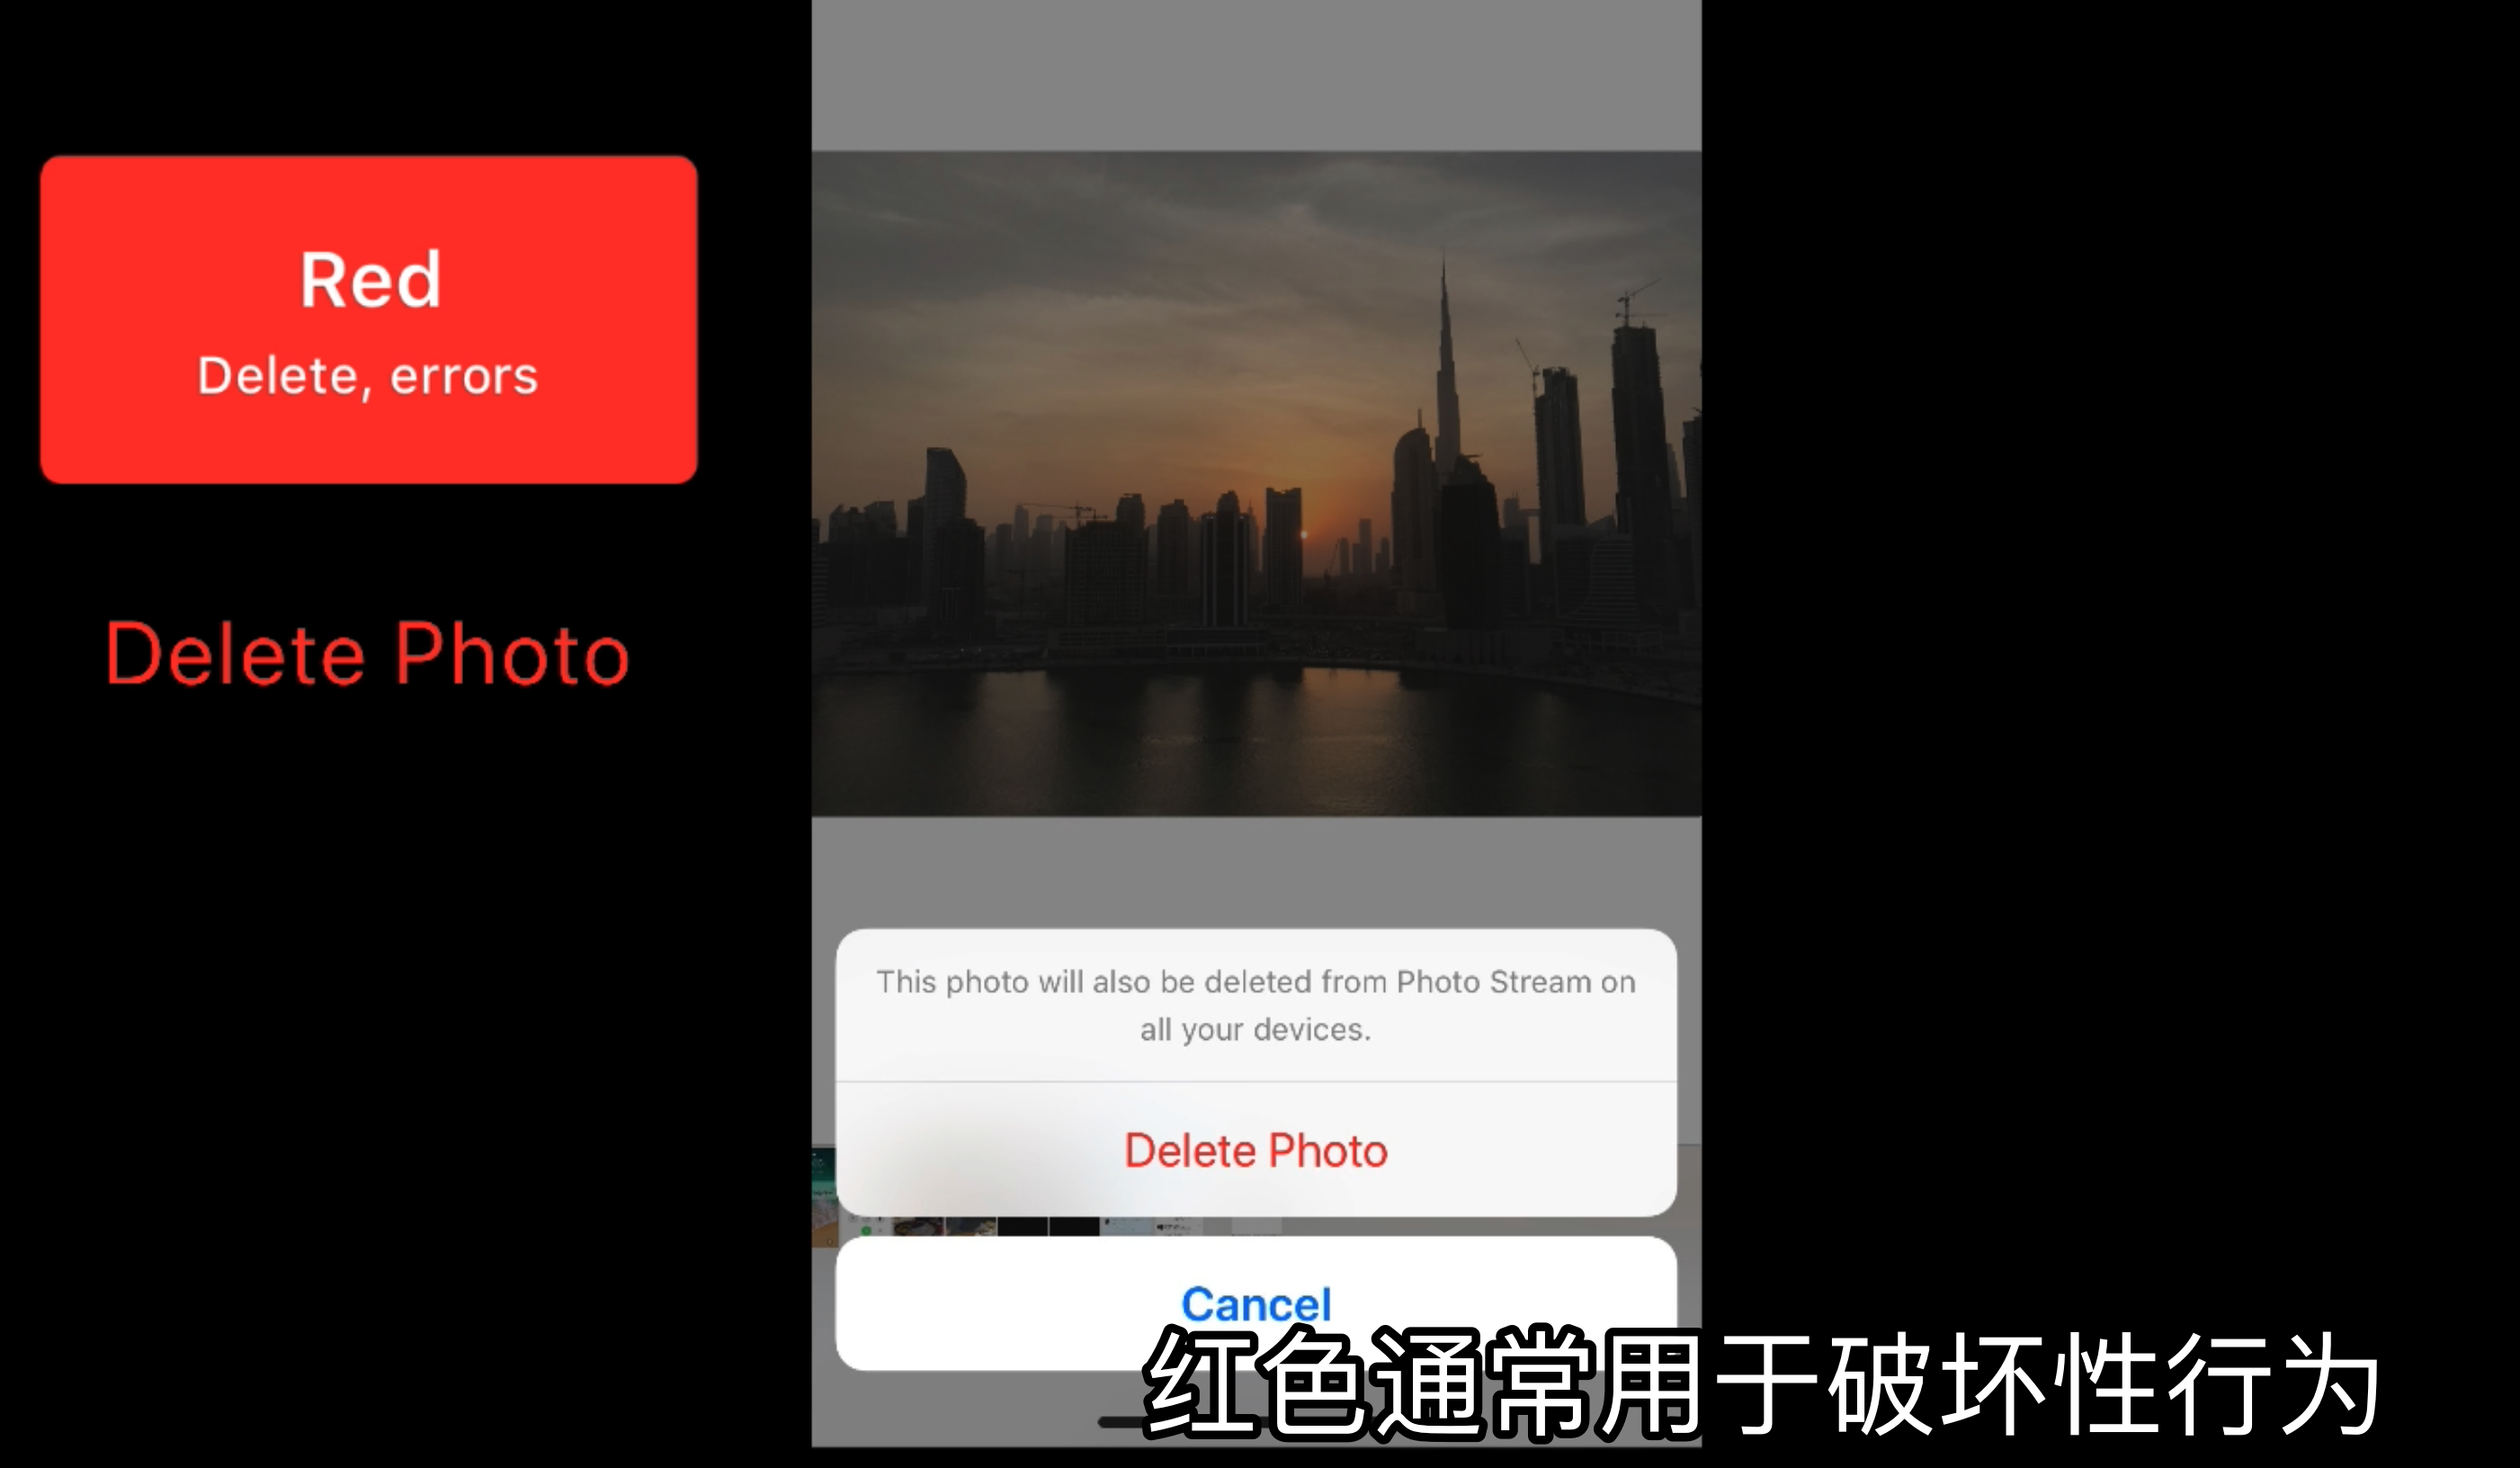 Red
Delete, errors
Delete Photo
This photo will also be deleted from Photo Stream on
all your devices.
Delete Photo
Cancel
红色通常用于破坏性行为